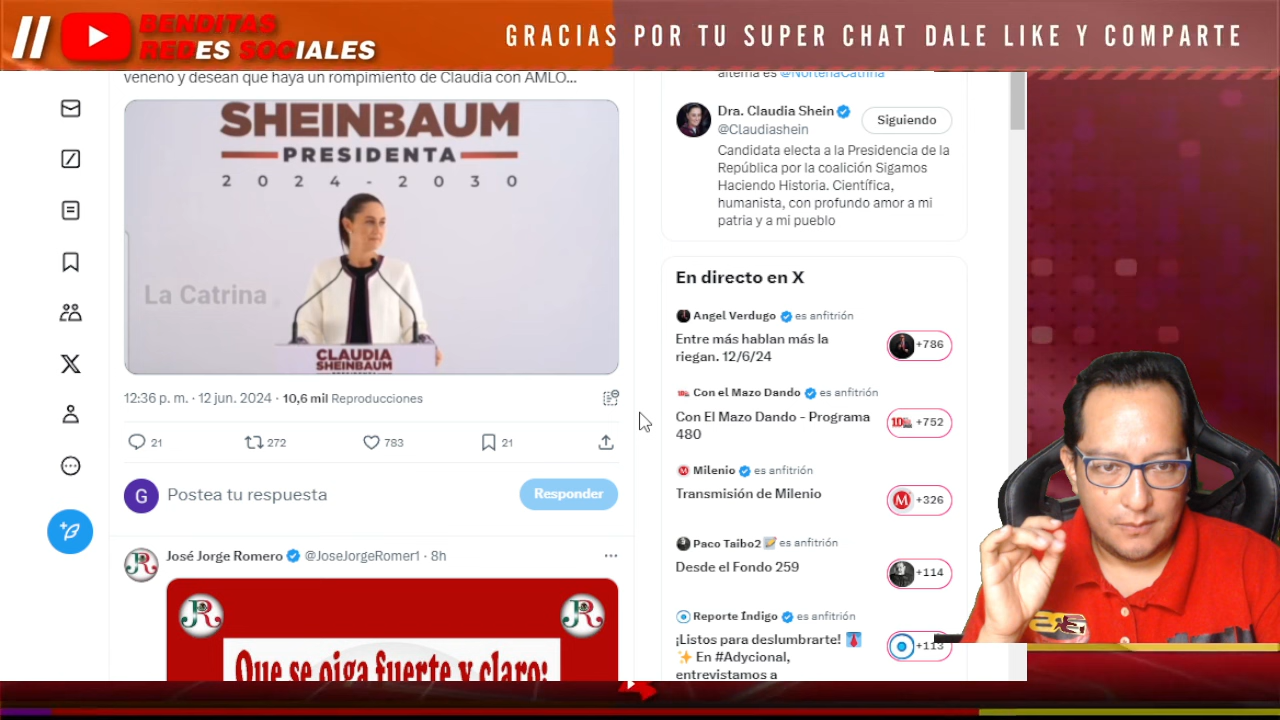 BENDITAS
REDES SOCIALES
GRACIAS POR TU SUPER CHAT DALE LIKE Y COMPARTE
veneno y desean que haya un rompimiento de Claudia con AMLO...
SHEINBAUM
PRESIDENTA
2024-2030
La Catrina
CLAUDIA
SHEINBAUM
12:36 p. m. · 12 jun. 2024 · 10,6 mil Reproducciones
21
272
783
21
G
Postea tu respuesta
Responder
José Jorge Romero @JoseJorgeRomer1 · 8h
JR
JR
Que se oiga fuerte y claro:
alterna es @NorteñaCatrina
Dra. Claudia Shein
@Claudiashein
Siguiendo
Candidata electa a la Presidencia de la
República por la coalición Sigamos
Haciendo Historia. Científica,
humanista, con profundo amor a mi
patria y a mi pueblo
En directo en X
Angel Verdugo es anfitrión
Entre más hablan más la
riegan. 12/6/24
+786
Con el Mazo Dando es anfitrión
Con El Mazo Dando - Programa
480
+752
Milenio es anfitrión
Transmisión de Milenio
+326
Paco Taibo2 es anfitrión
Desde el Fondo 259
+114
Reporte Índigo es anfitrión
¡Listos para deslumbrarte!
En #Adycional,
entrevistamos a
+113